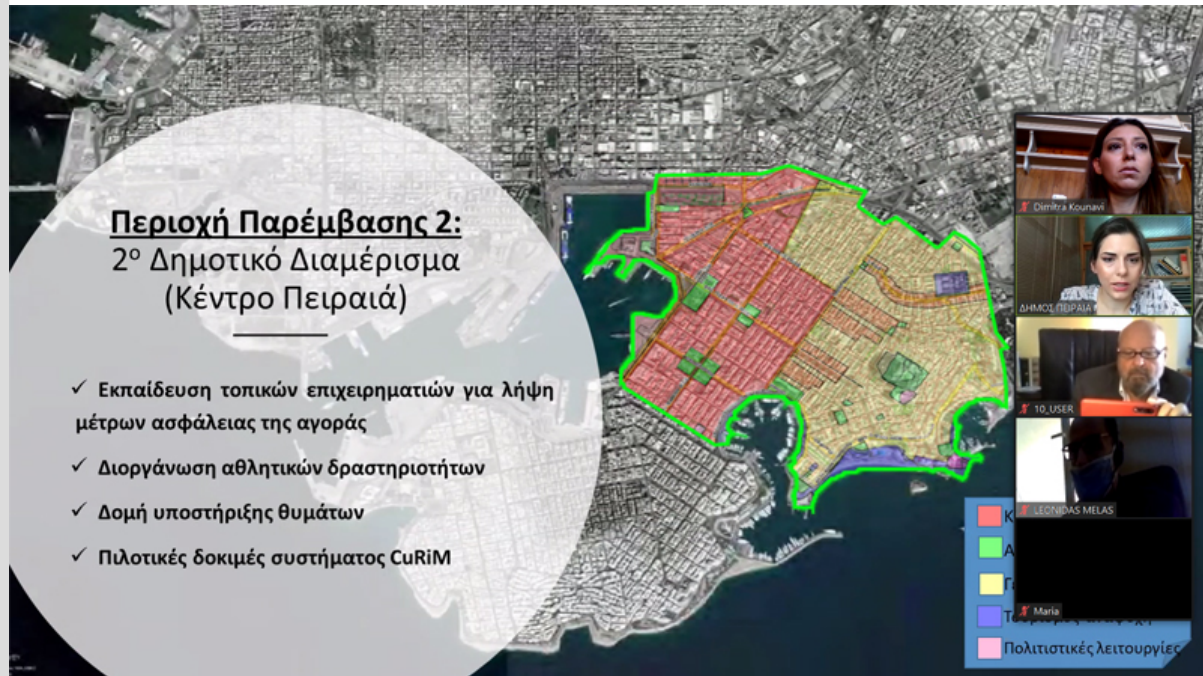 Περιοχή Παρέμβασης 2:
2ο Δημοτικό Διαμέρισμα
(Κέντρο Πειραιά)
✓ Εκπαίδευση τοπικών επιχειρηματιών για λήψη
μέτρων ασφάλειας της αγοράς
✓ Διοργάνωση αθλητικών δραστηριοτήτων
✓ Δομή υποστήριξης θυμάτων
✓ Πιλοτικές δοκιμές συστήματος CuRiM
Dimitra Kounavi
ΔΗΜΟΣ ΠΕΙΡΑΙΑ
10_USER
LEONIDAS MELAS
Maria
Πολιτιστικές λειτουργίες